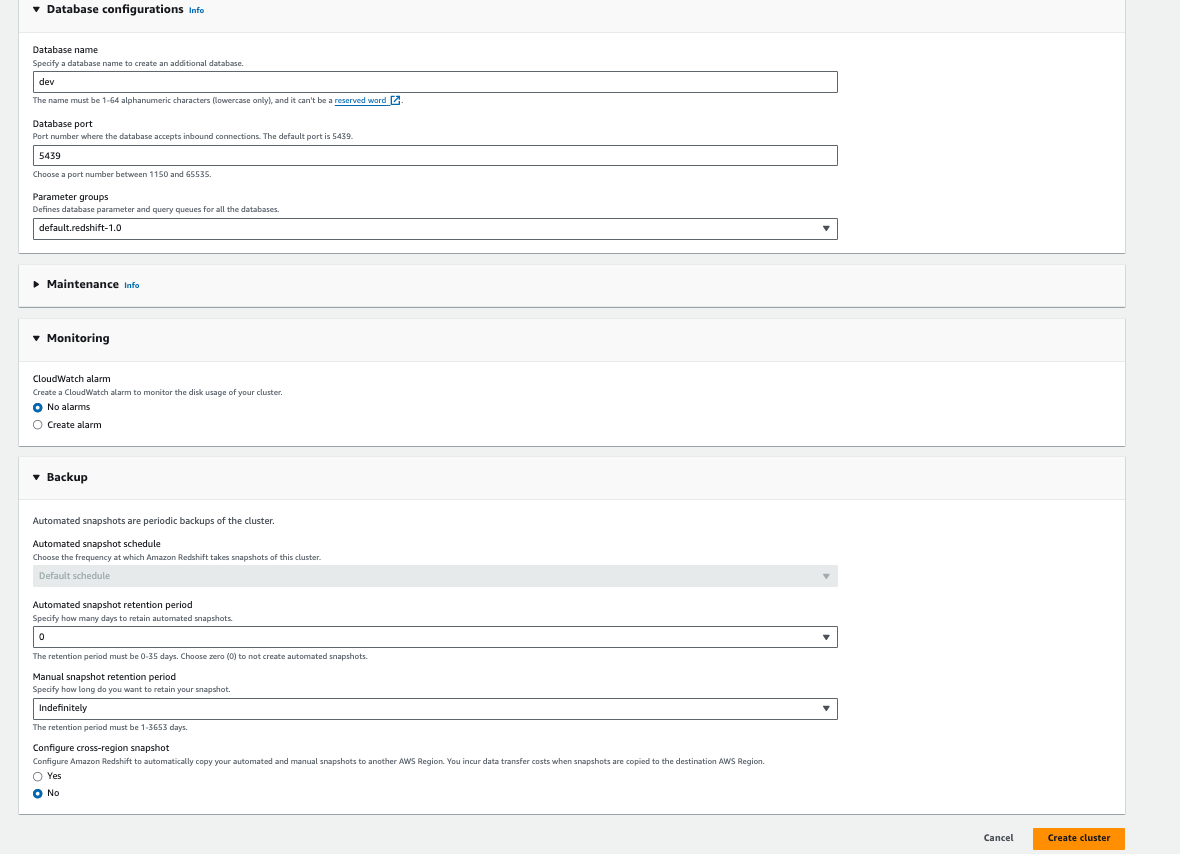 Database configurations Info
Database name
Specify a database name to create an additional database.
dev
The name must be 1-64 alphanumeric characters (lowercase only), and it can't be a reserved word.
Database port
Port number where the database accepts inbound connections. The default port is 5439.
5439
Choose a port number between 1150 and 65535.
Parameter groups
Defines database parameter and query queues for all the databases.
default.redshift-1.0
Maintenance Info
Monitoring
CloudWatch alarm
Create a CloudWatch alarm to monitor the disk usage of your cluster.
No alarms
Create alarm
Backup
Automated snapshots are periodic backups of the cluster.
Automated snapshot schedule
Choose the frequency at which Amazon Redshift takes snapshots of this cluster.
Default schedule
Automated snapshot retention period
Specify how many days to retain automated snapshots.
0
The retention period must be 0-35 days. Choose zero (0) to not create automated snapshots.
Manual snapshot retention period
Specify how long do you want to retain your snapshot.
Indefinitely
The retention period must be 1-3653 days.
Configure cross-region snapshot
Configure Amazon Redshift to automatically copy your automated and manual snapshots to another AWS Region. You incur data transfer costs when snapshots are copied to the destination AWS Region.
Yes
No
Cancel Create cluster